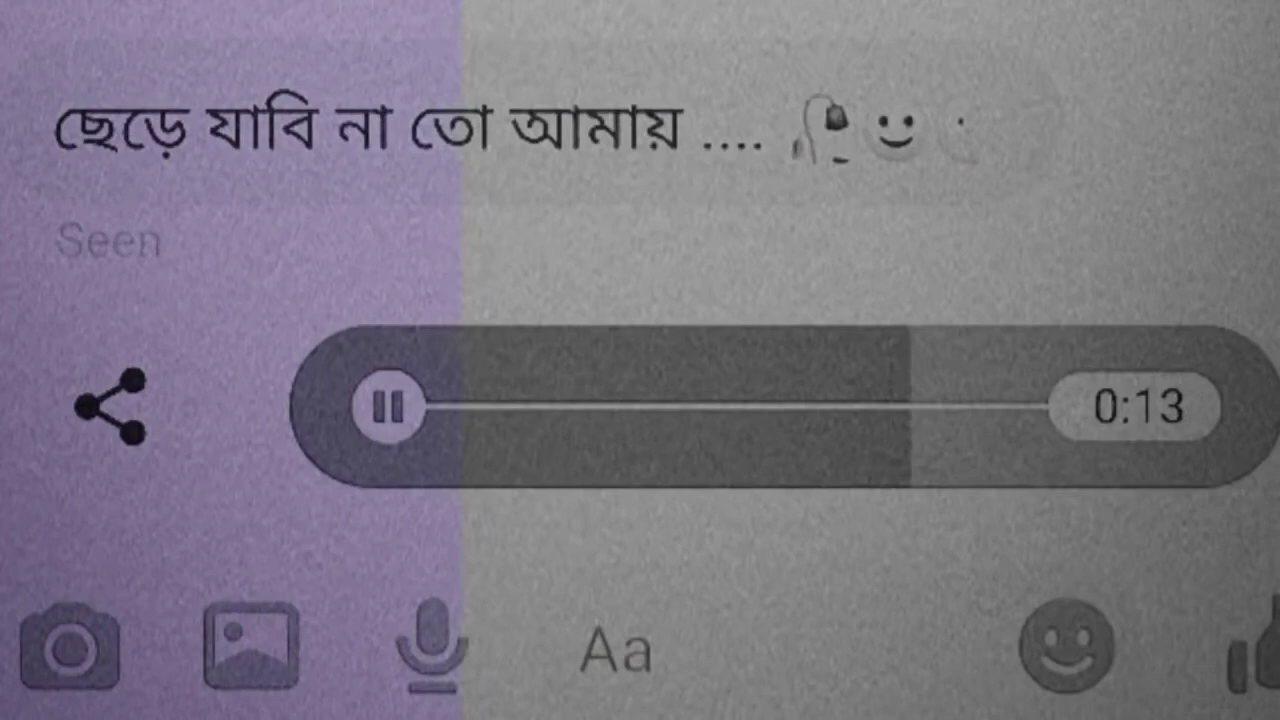 ছেড়ে যাবি না তো আমায় .... 🥀🙂
Seen
0:13
Aa